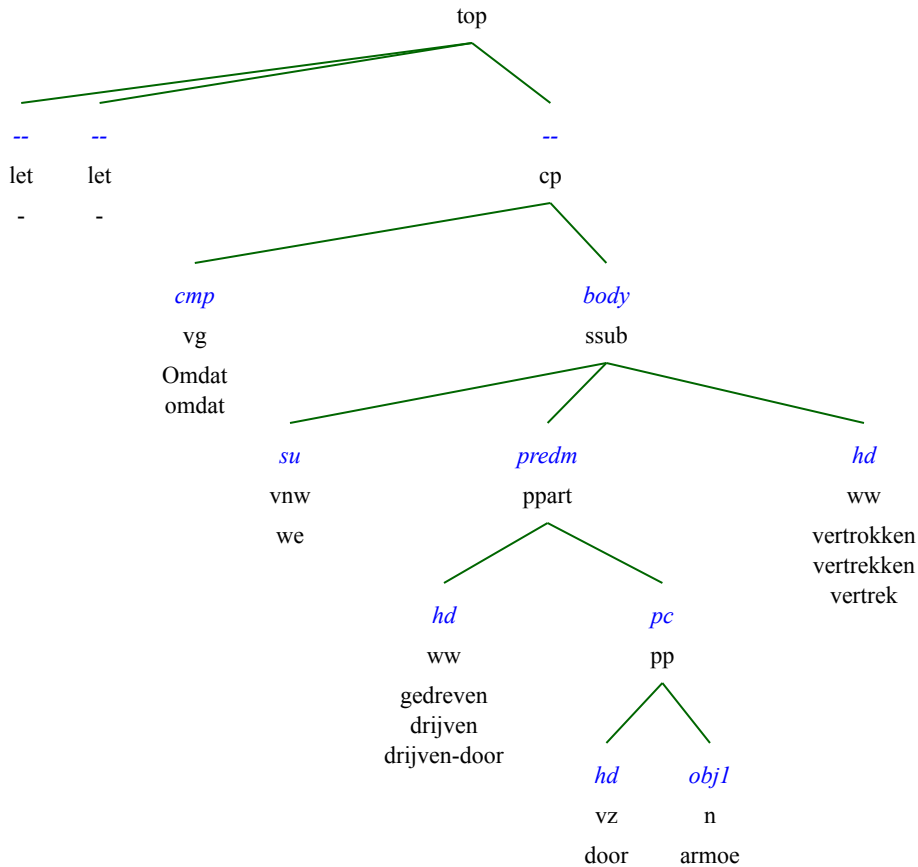 top
-- -- --
let let cp
- -
cmp body
vg ssub
Omdat
omdat
su predm hd
vnw ppart ww
we vertrokken
vertrekken
vertrek
hd pc
ww pp
gedreven
drijven
drijven-door
hd obj1
vz n
door armoe